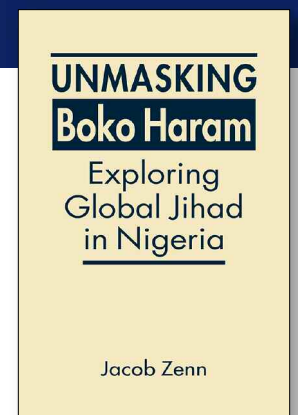 UNMASKING
Boko Haram
Exploring
Global Jihad
in Nigeria
Jacob Zenn